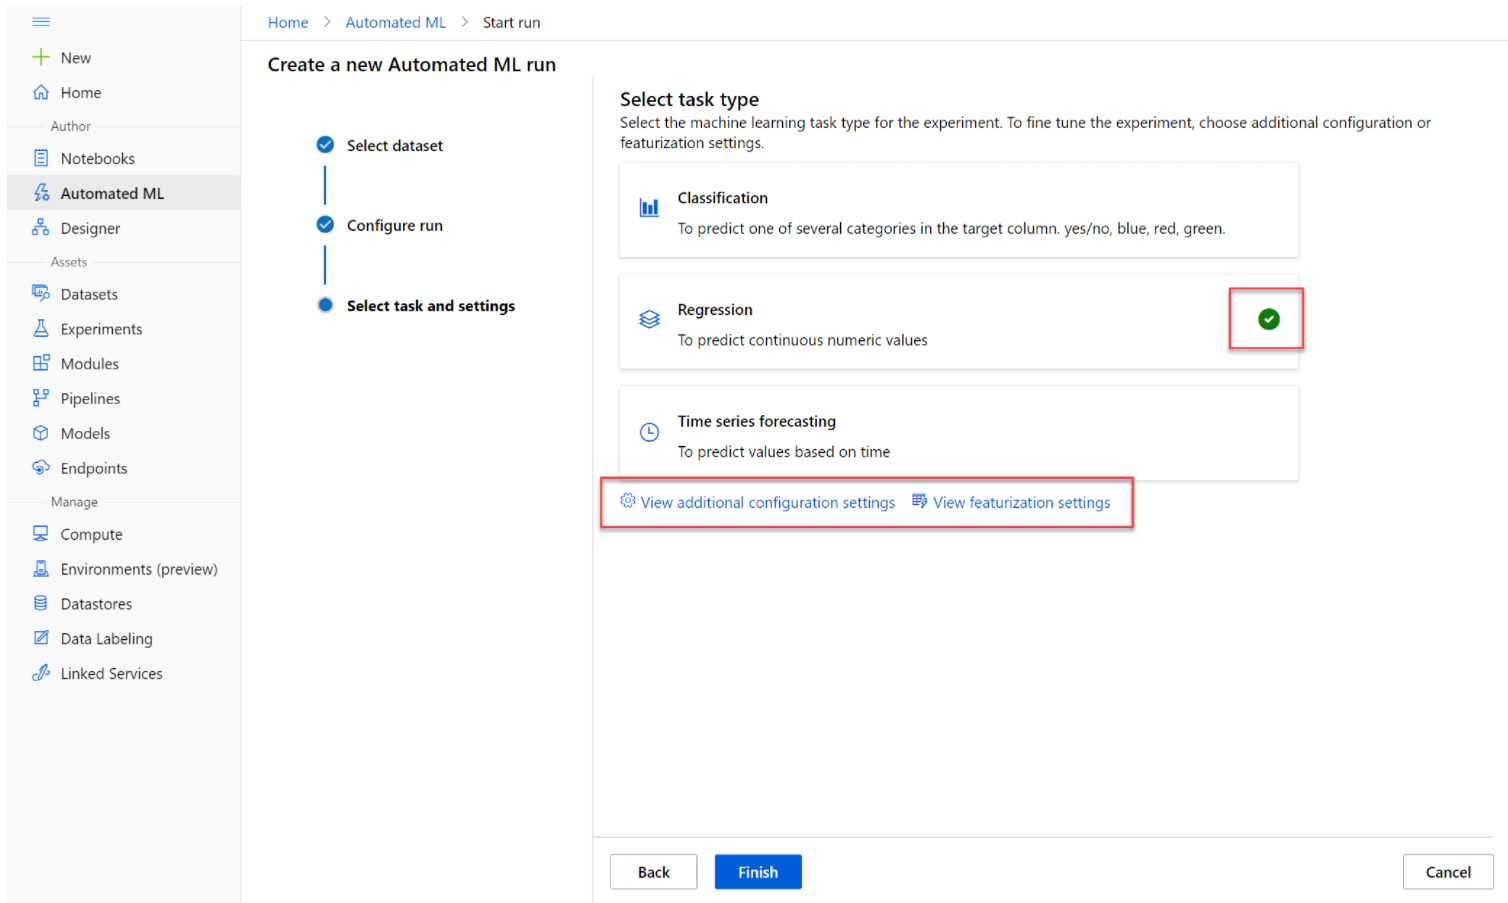 Home > Automated ML > Start run
New
Home
Author
Notebooks
Automated ML
Designer
Assets
Datasets
Experiments
Modules
Pipelines
Models
Endpoints
Manage
Compute
Environments (preview)
Datastores
Data Labeling
Linked Services
Create a new Automated ML run
Select dataset
Configure run
Select task and settings
Select task type
Select the machine learning task type for the experiment. To fine tune the experiment, choose additional configuration or
featurization settings.
Classification
To predict one of several categories in the target column. yes/no, blue, red, green.
Regression
To predict continuous numeric values
Time series forecasting
To predict values based on time
View additional configuration settings View featurization settings
Back Finish Cancel